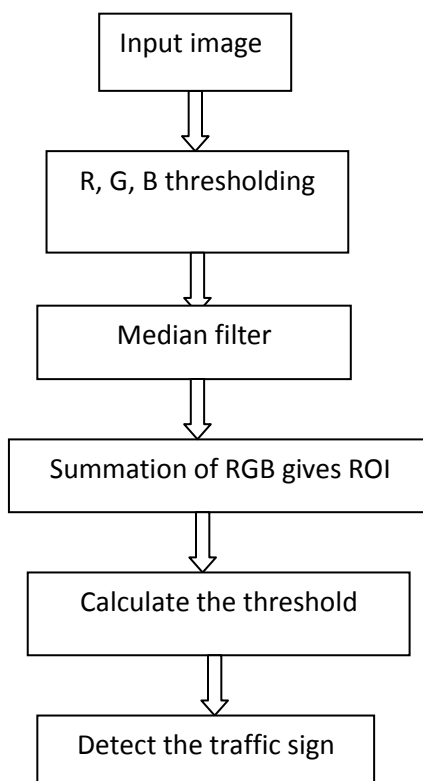 Input image
R, G, B thresholding
Median filter
Summation of RGB gives ROI
Calculate the threshold
Detect the traffic sign